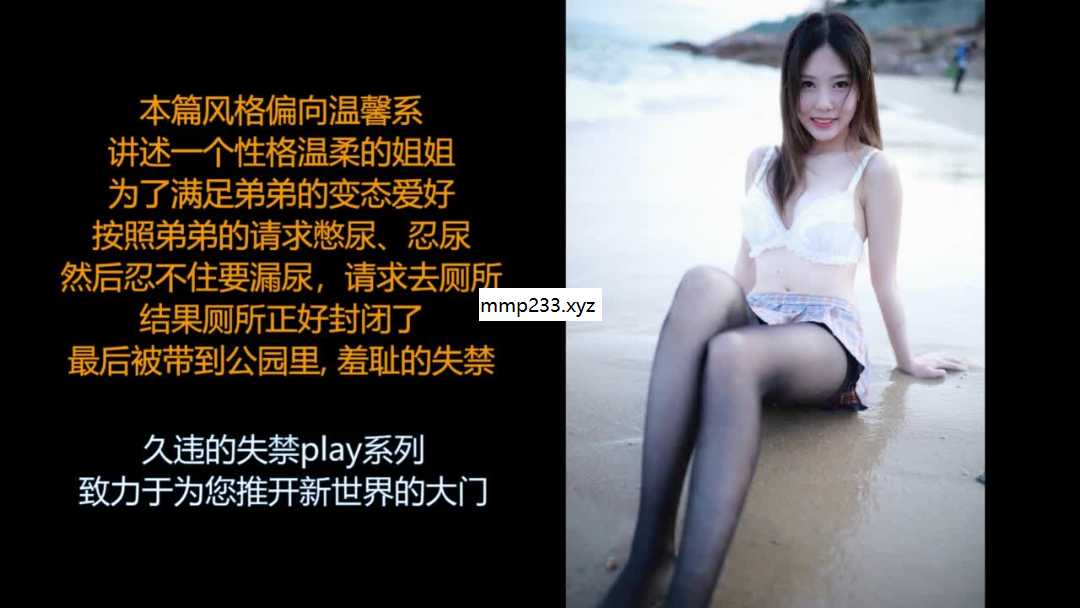 本篇风格偏向温馨系
讲述一个性格温柔的姐姐
为了满足弟弟的变态爱好
按照弟弟的请求憋尿、忍尿
然后忍不住要漏尿，请求去厕所
结果厕所正好封闭了
最后被带到公园里, 羞耻的失禁
久违的失禁play系列
致力于为您推开新世界的大门
mmp233.xyz